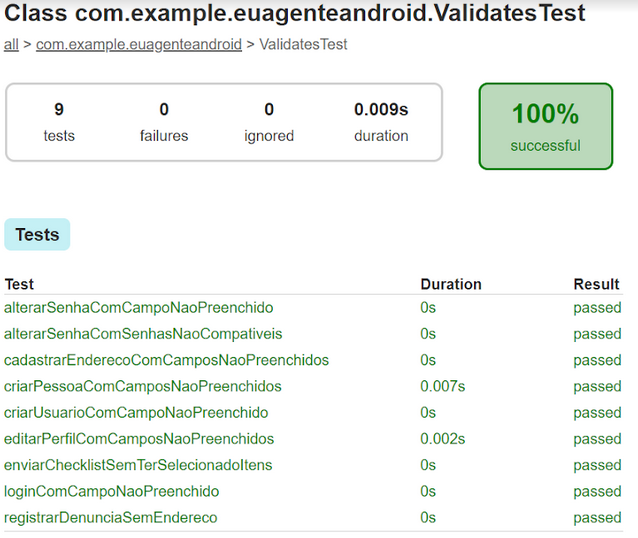 Class com.example.euagenteandroid.ValidatesTest
all > com.example.euagenteandroid > ValidatesTest
9 0 0 0.009s 100%
tests failures ignored duration successful
Tests
Test Duration Result
alterarSenhaComCampoNaoPreenchido 0s passed
alterarSenhaComSenhasNaoCompativeis 0s passed
cadastrarEnderecoComCamposNaoPreenchidos 0s passed
criarPessoaComCamposNaoPreenchidos 0.007s passed
criarUsuarioComCampoNaoPreenchido 0s passed
editarPerfilComCamposNaoPreenchidos 0.002s passed
enviarChecklistSemTerSelecionadoItens 0s passed
loginComCampoNaoPreenchido 0s passed
registrarDenunciaSemEndereco 0s passed